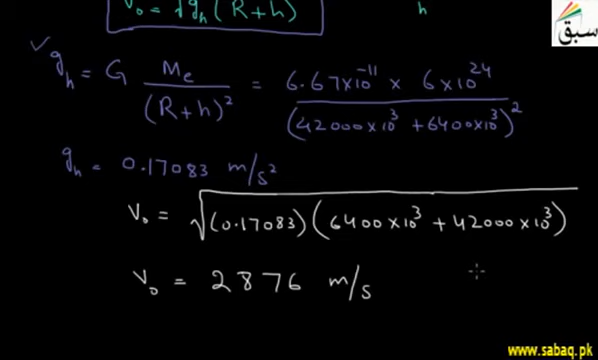 v₀ = √gₕ (R+h)
h
سبق
✓ gₕ = G Mₑ / (R+h)² = 6.67×10⁻¹¹ × 6×10²⁴ / (42000×10³ + 6400×10³)²
gₕ = 0.17083 m/s²
v₀ = √(0.17083)(6400×10³ + 42000×10³)
v₀ = 2876 m/s
www.sabaq.pk